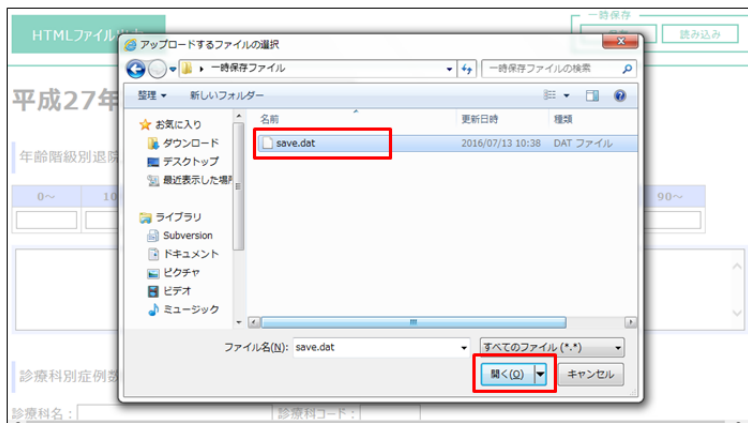 一時保存
HTMLファイル
読み込み
アップロードするファイルの選択
一時保存ファイル
一時保存ファイルの検索
整理 新しいフォルダー
平成27年
お気に入り
ダウンロード
デスクトップ
最近表示した場所
ライブラリ
Subversion
ドキュメント
ピクチャ
ビデオ
ミュージック
名前 更新日時 種類
save.dat 2016/07/13 10:38 DAT ファイル
年齢階級別退院
0~ 10 90~
ファイル名(N): save.dat すべてのファイル (*.*)
開く(O) キャンセル
診療科別症例数
診療科名: 診療科コード: